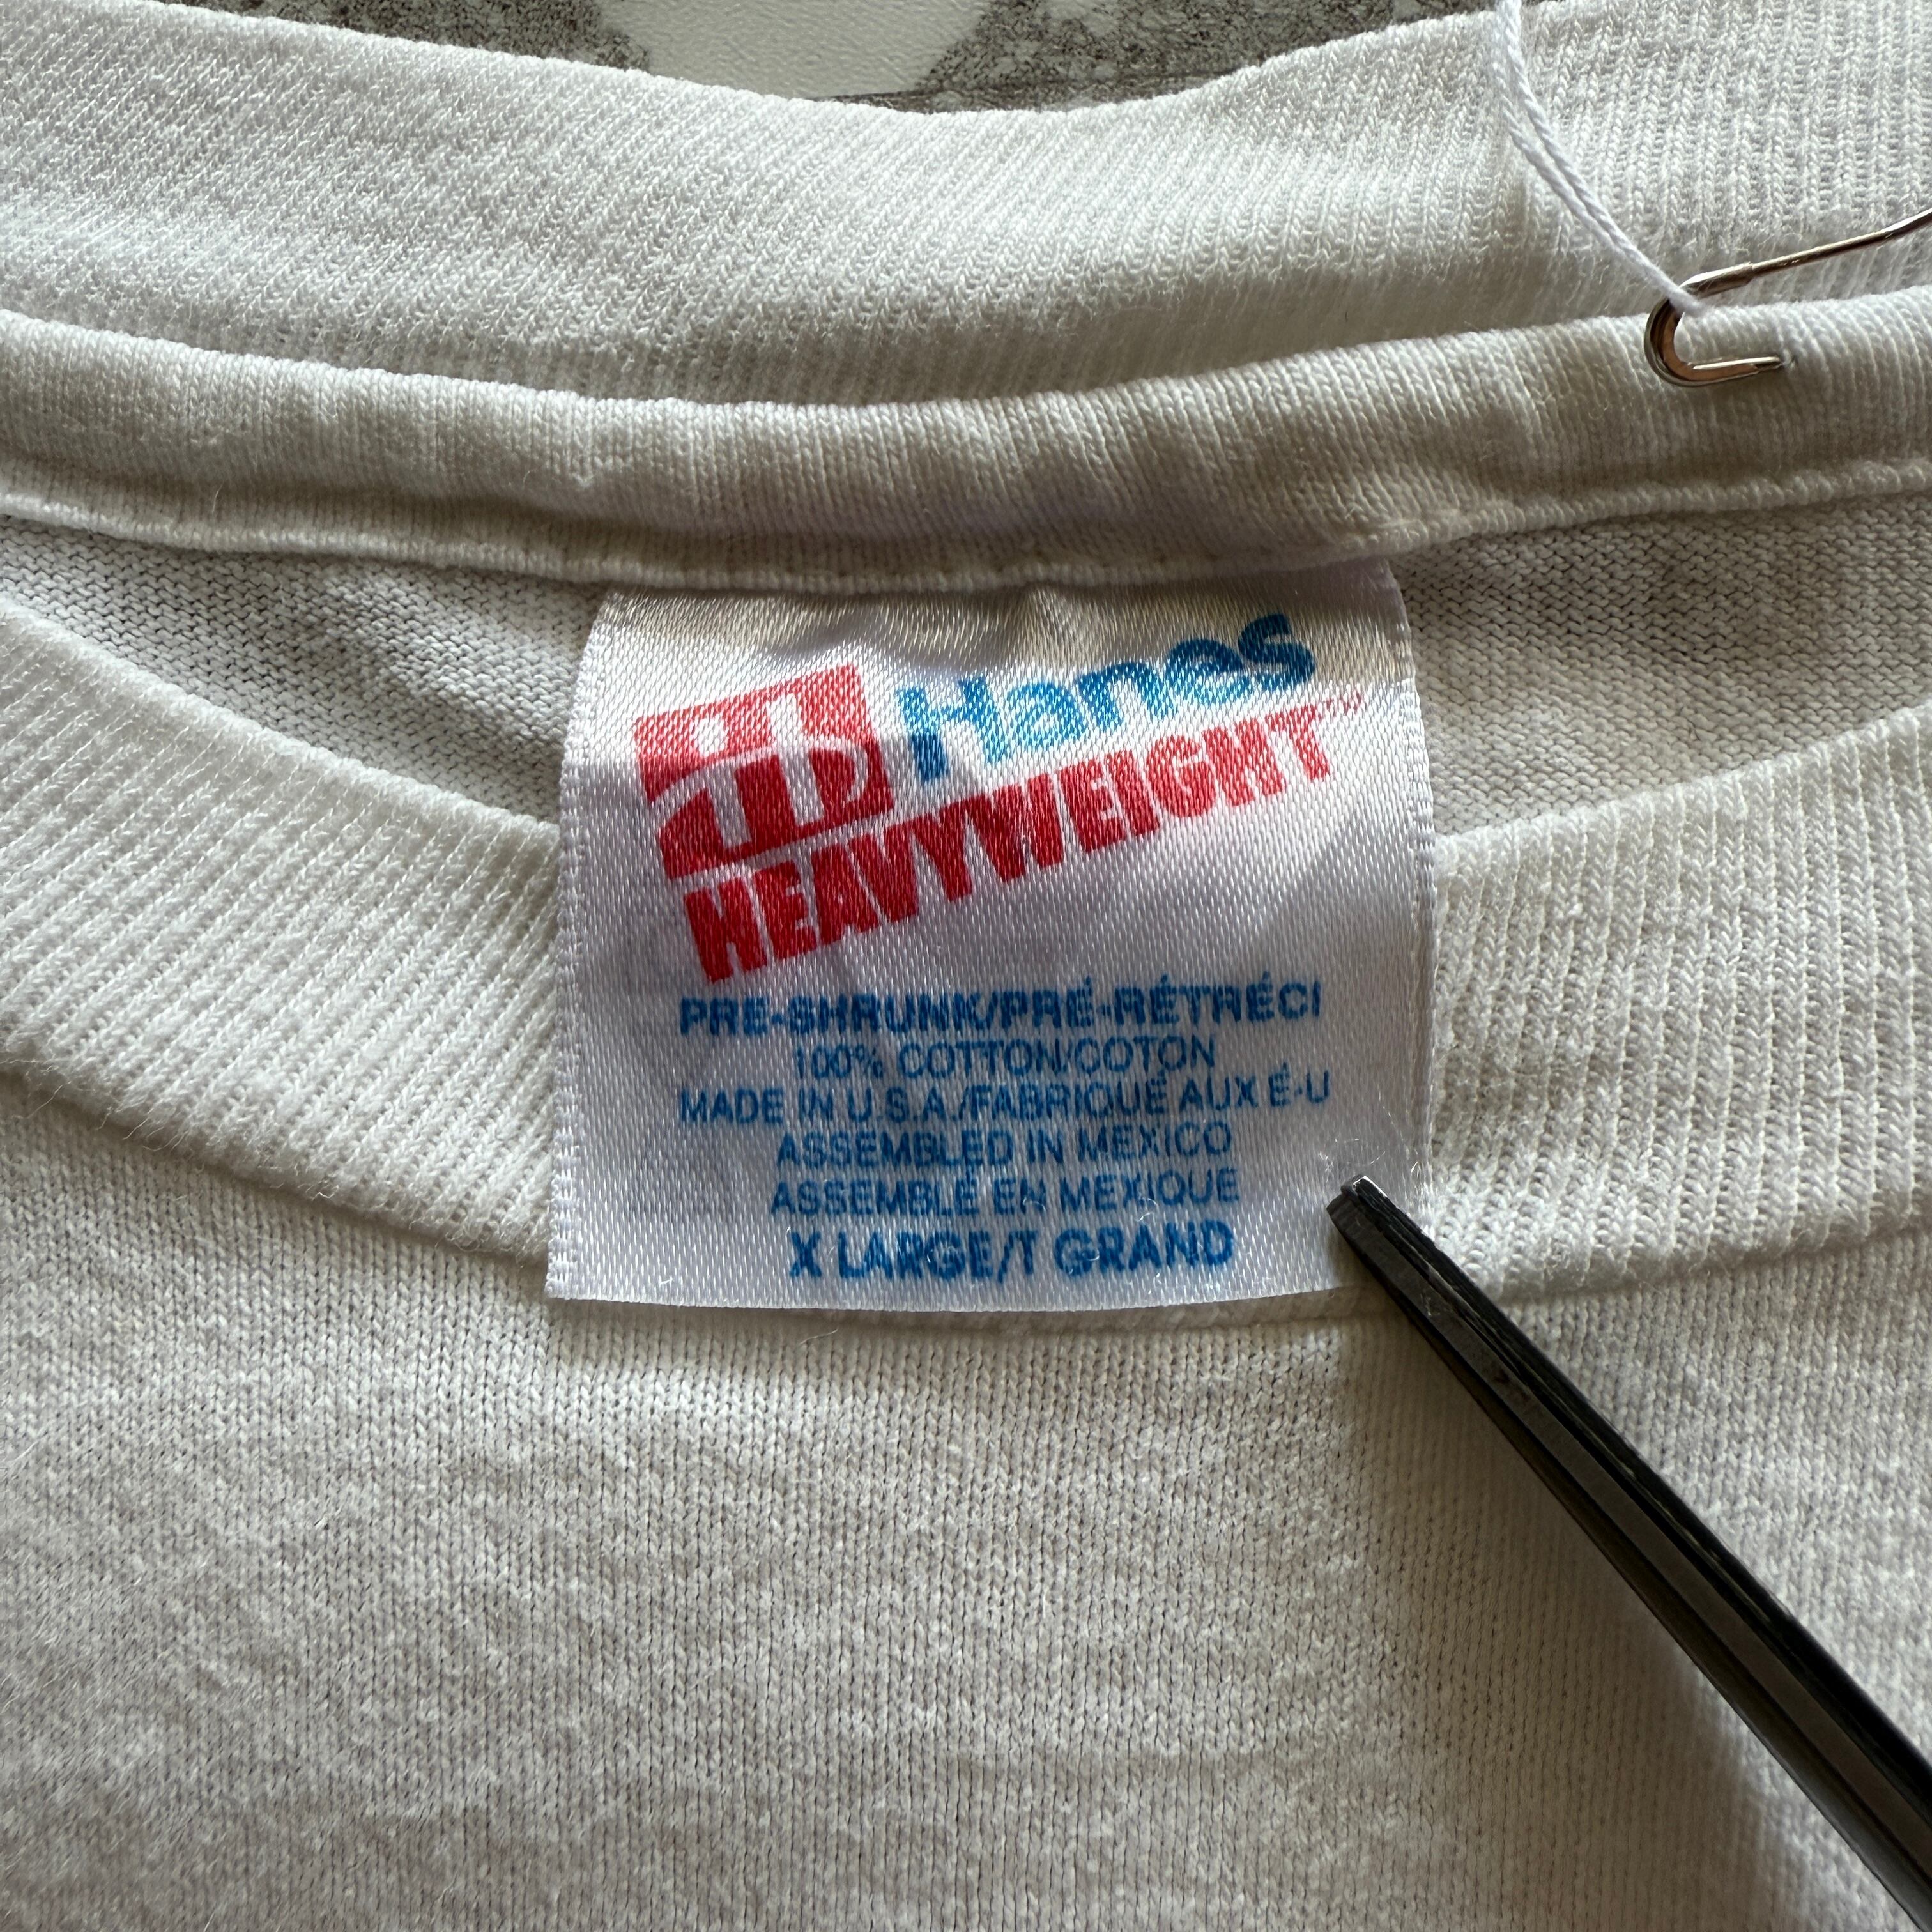 Hanes
HEAVYWEIGHT™
PRE-SHRUNK/PRÉ-RÉTRÉCI
100% COTTON/COTON
MADE IN U.S.A./FABRIQUÉ AUX É-U
ASSEMBLED IN MEXICO
ASSEMBLÉ EN MEXIQUE
X LARGE/T GRAND